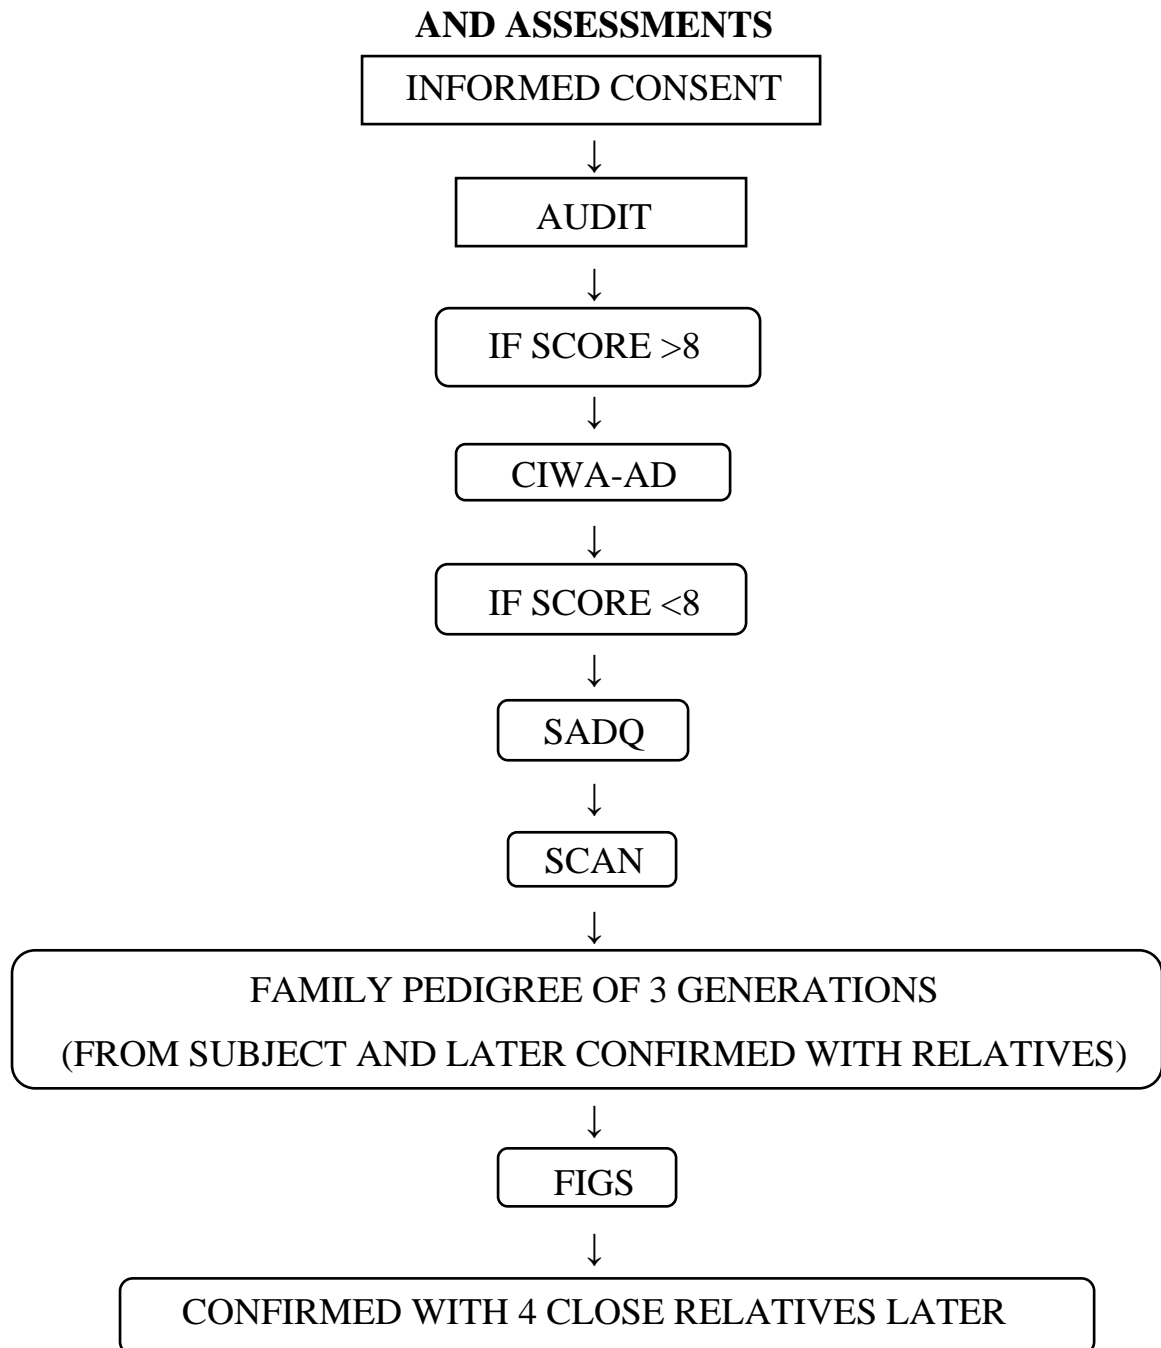 AND ASSESSMENTS
INFORMED CONSENT
↓
AUDIT
↓
IF SCORE >8
↓
CIWA-AD
↓
IF SCORE <8
↓
SADQ
↓
SCAN
↓
FAMILY PEDIGREE OF 3 GENERATIONS
(FROM SUBJECT AND LATER CONFIRMED WITH RELATIVES)
↓
FIGS
↓
CONFIRMED WITH 4 CLOSE RELATIVES LATER